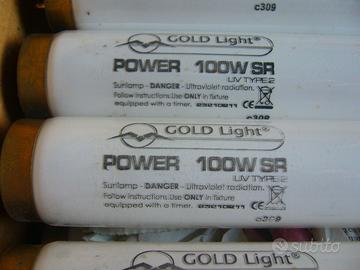 c309
GOLD Light®
POWER 100W SR
UV TYPE 2
Sunlamp - DANGER - Ultraviolet radiation.
Follow instructions. Use ONLY in fixture
equipped with a timer.
c309
GOLD Light®
POWER 100W SR
UV TYPE 2
Sunlamp - DANGER - Ultraviolet radiation.
Follow instructions. Use ONLY in fixture
equipped with a timer.
c309
GOLD Light®
subito